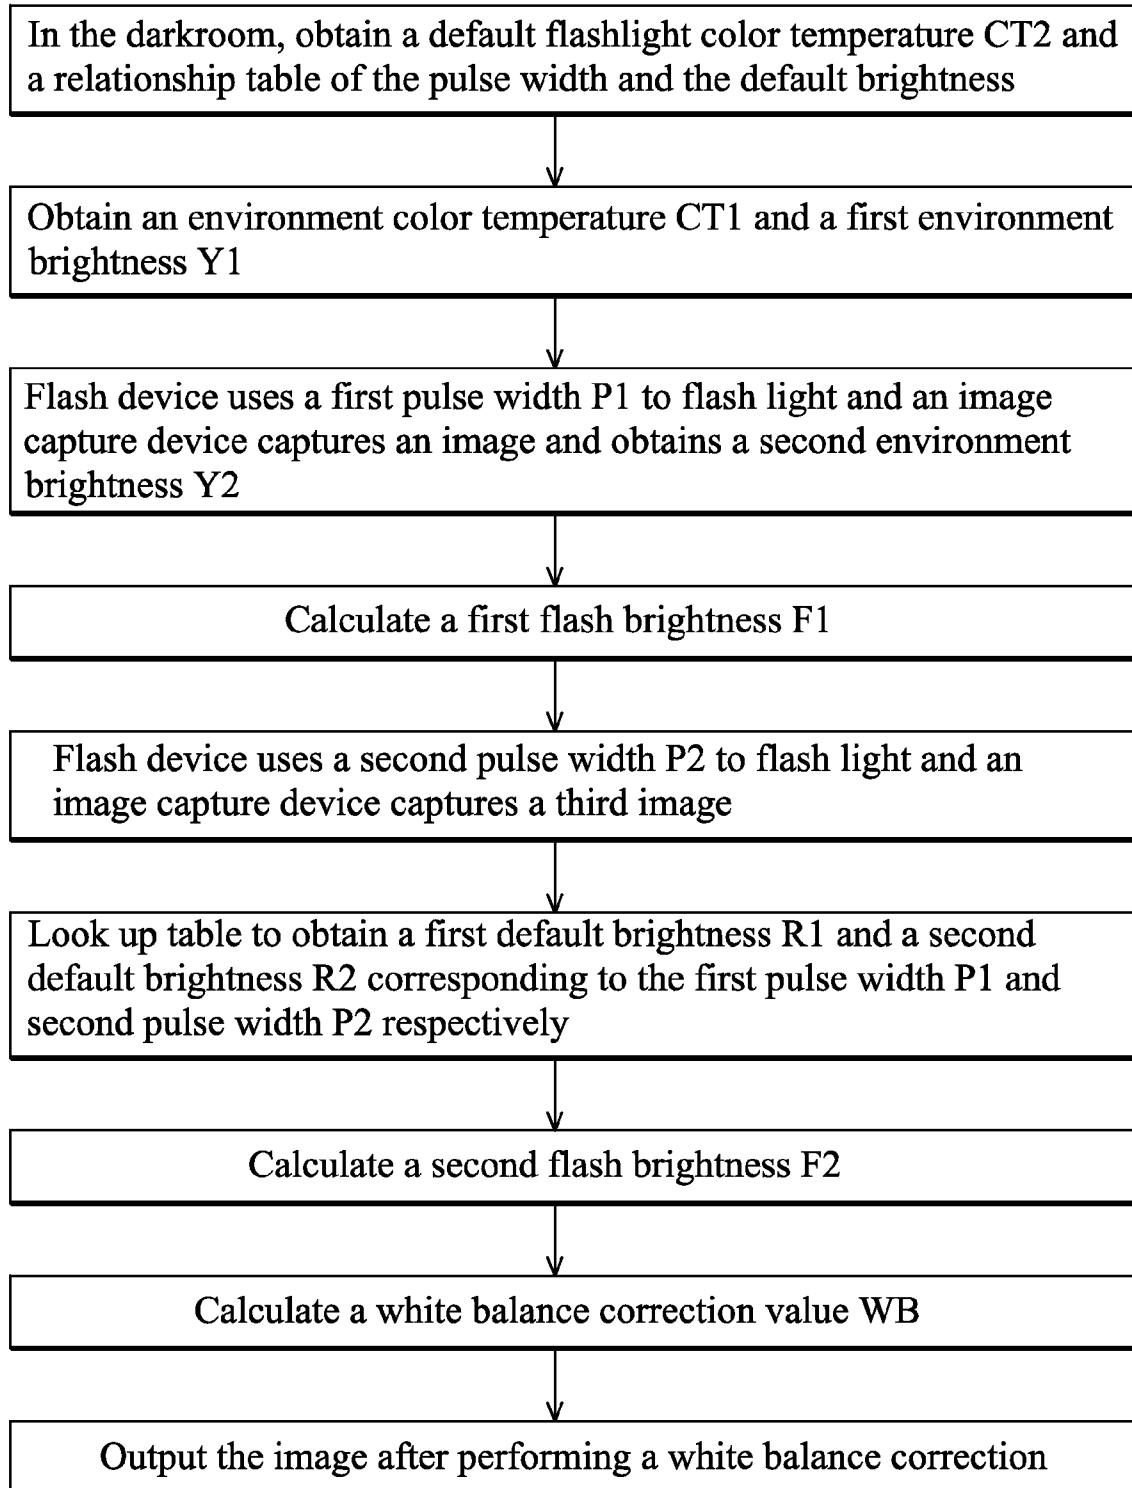 In the darkroom, obtain a default flashlight color temperature CT2 and
a relationship table of the pulse width and the default brightness
Obtain an environment color temperature CT1 and a first environment
brightness Y1
Flash device uses a first pulse width P1 to flash light and an image
capture device captures an image and obtains a second environment
brightness Y2
Calculate a first flash brightness F1
Flash device uses a second pulse width P2 to flash light and an
image capture device captures a third image
Look up table to obtain a first default brightness R1 and a second
default brightness R2 corresponding to the first pulse width P1 and
second pulse width P2 respectively
Calculate a second flash brightness F2
Calculate a white balance correction value WB
Output the image after performing a white balance correction